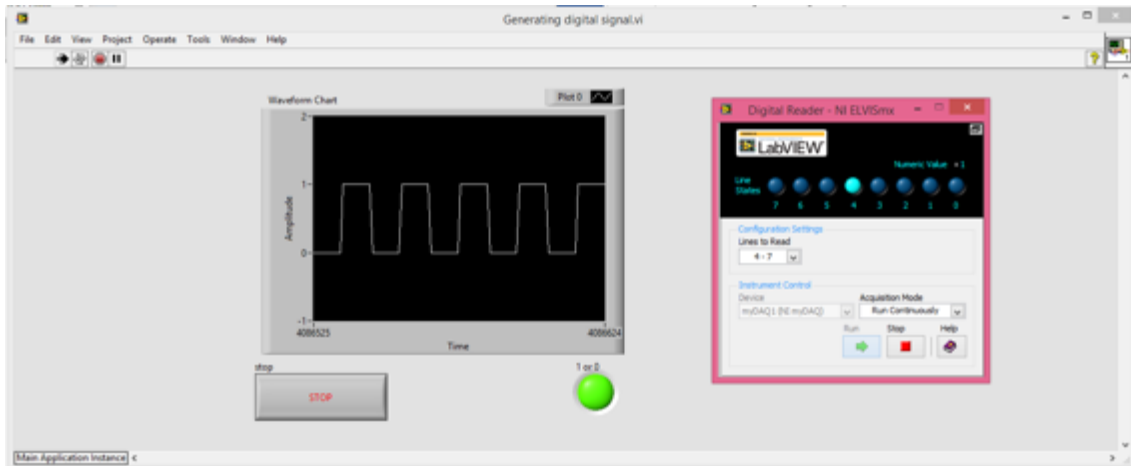 Generating digital signal.vi
File Edit View Project Operate Tools Window Help
Waveform Chart
Plot 0
2
1
0
-1
Amplitude
4086525
4086624
Time
stop
STOP
1 or 0
Digital Reader - NI ELVISmx
LabVIEW
Numeric Value
Line States
7 6 5 4 3 2 1 0
Configuration Settings
Lines to Read
4 - 7
Instrument Control
Device
Acquisition Mode
myDAQ1 (NI myDAQ)
Run Continuously
Run Stop Help
Main Application Instance